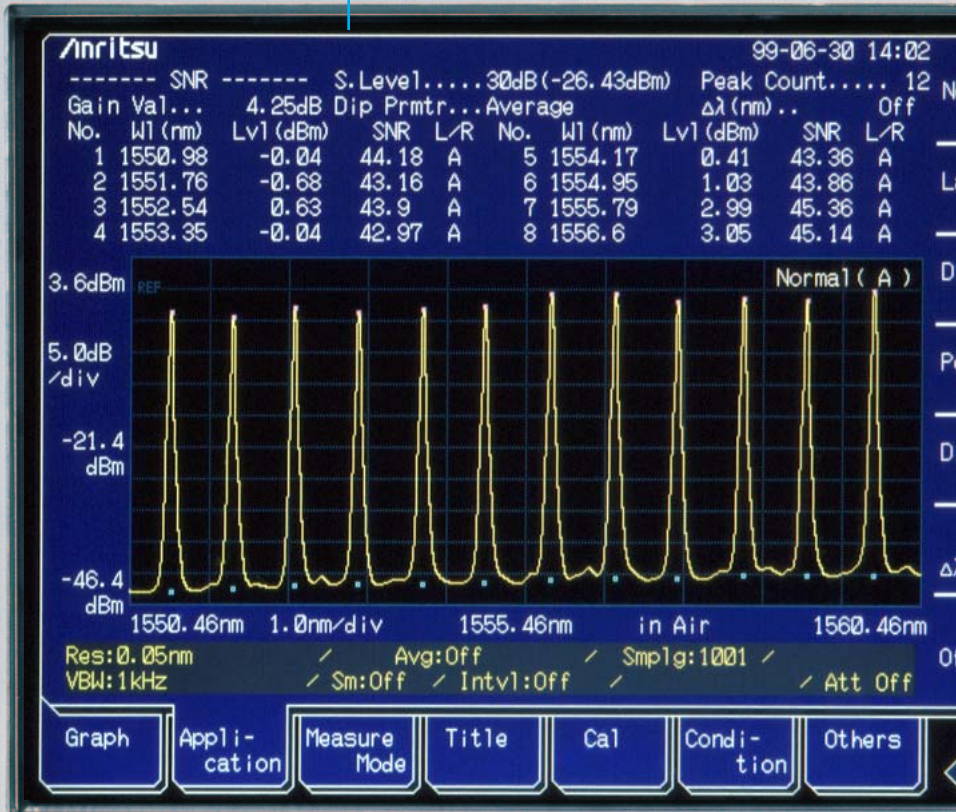 Anritsu 99-06-30 14:02
------- SNR ------- S.Level.....30dB(-26.43dBm) Peak Count..... 12
Gain Val... 4.25dB Dip Prmtr...Average Δλ(nm).. Off
No. Wl(nm) Lvl(dBm) SNR L/R No. Wl(nm) Lvl(dBm) SNR L/R
1 1550.98 -0.04 44.18 A 5 1554.17 0.41 43.36 A
2 1551.76 -0.68 43.16 A 6 1554.95 1.03 43.86 A
3 1552.54 0.63 43.9 A 7 1555.79 2.99 45.36 A
4 1553.35 -0.04 42.97 A 8 1556.6 3.05 45.14 A
Normal(A)
3.6dBm REF
5.0dB
/div
-21.4
dBm
-46.4
dBm
1550.46nm 1.0nm/div 1555.46nm in Air 1560.46nm
Res:0.05nm / Avg:Off / Smplg:1001 /
VBW:1kHz / Sm:Off / Intvl:Off / / Att Off
Graph Appli- Measure Title Cal Condi- Others
cation Mode tion